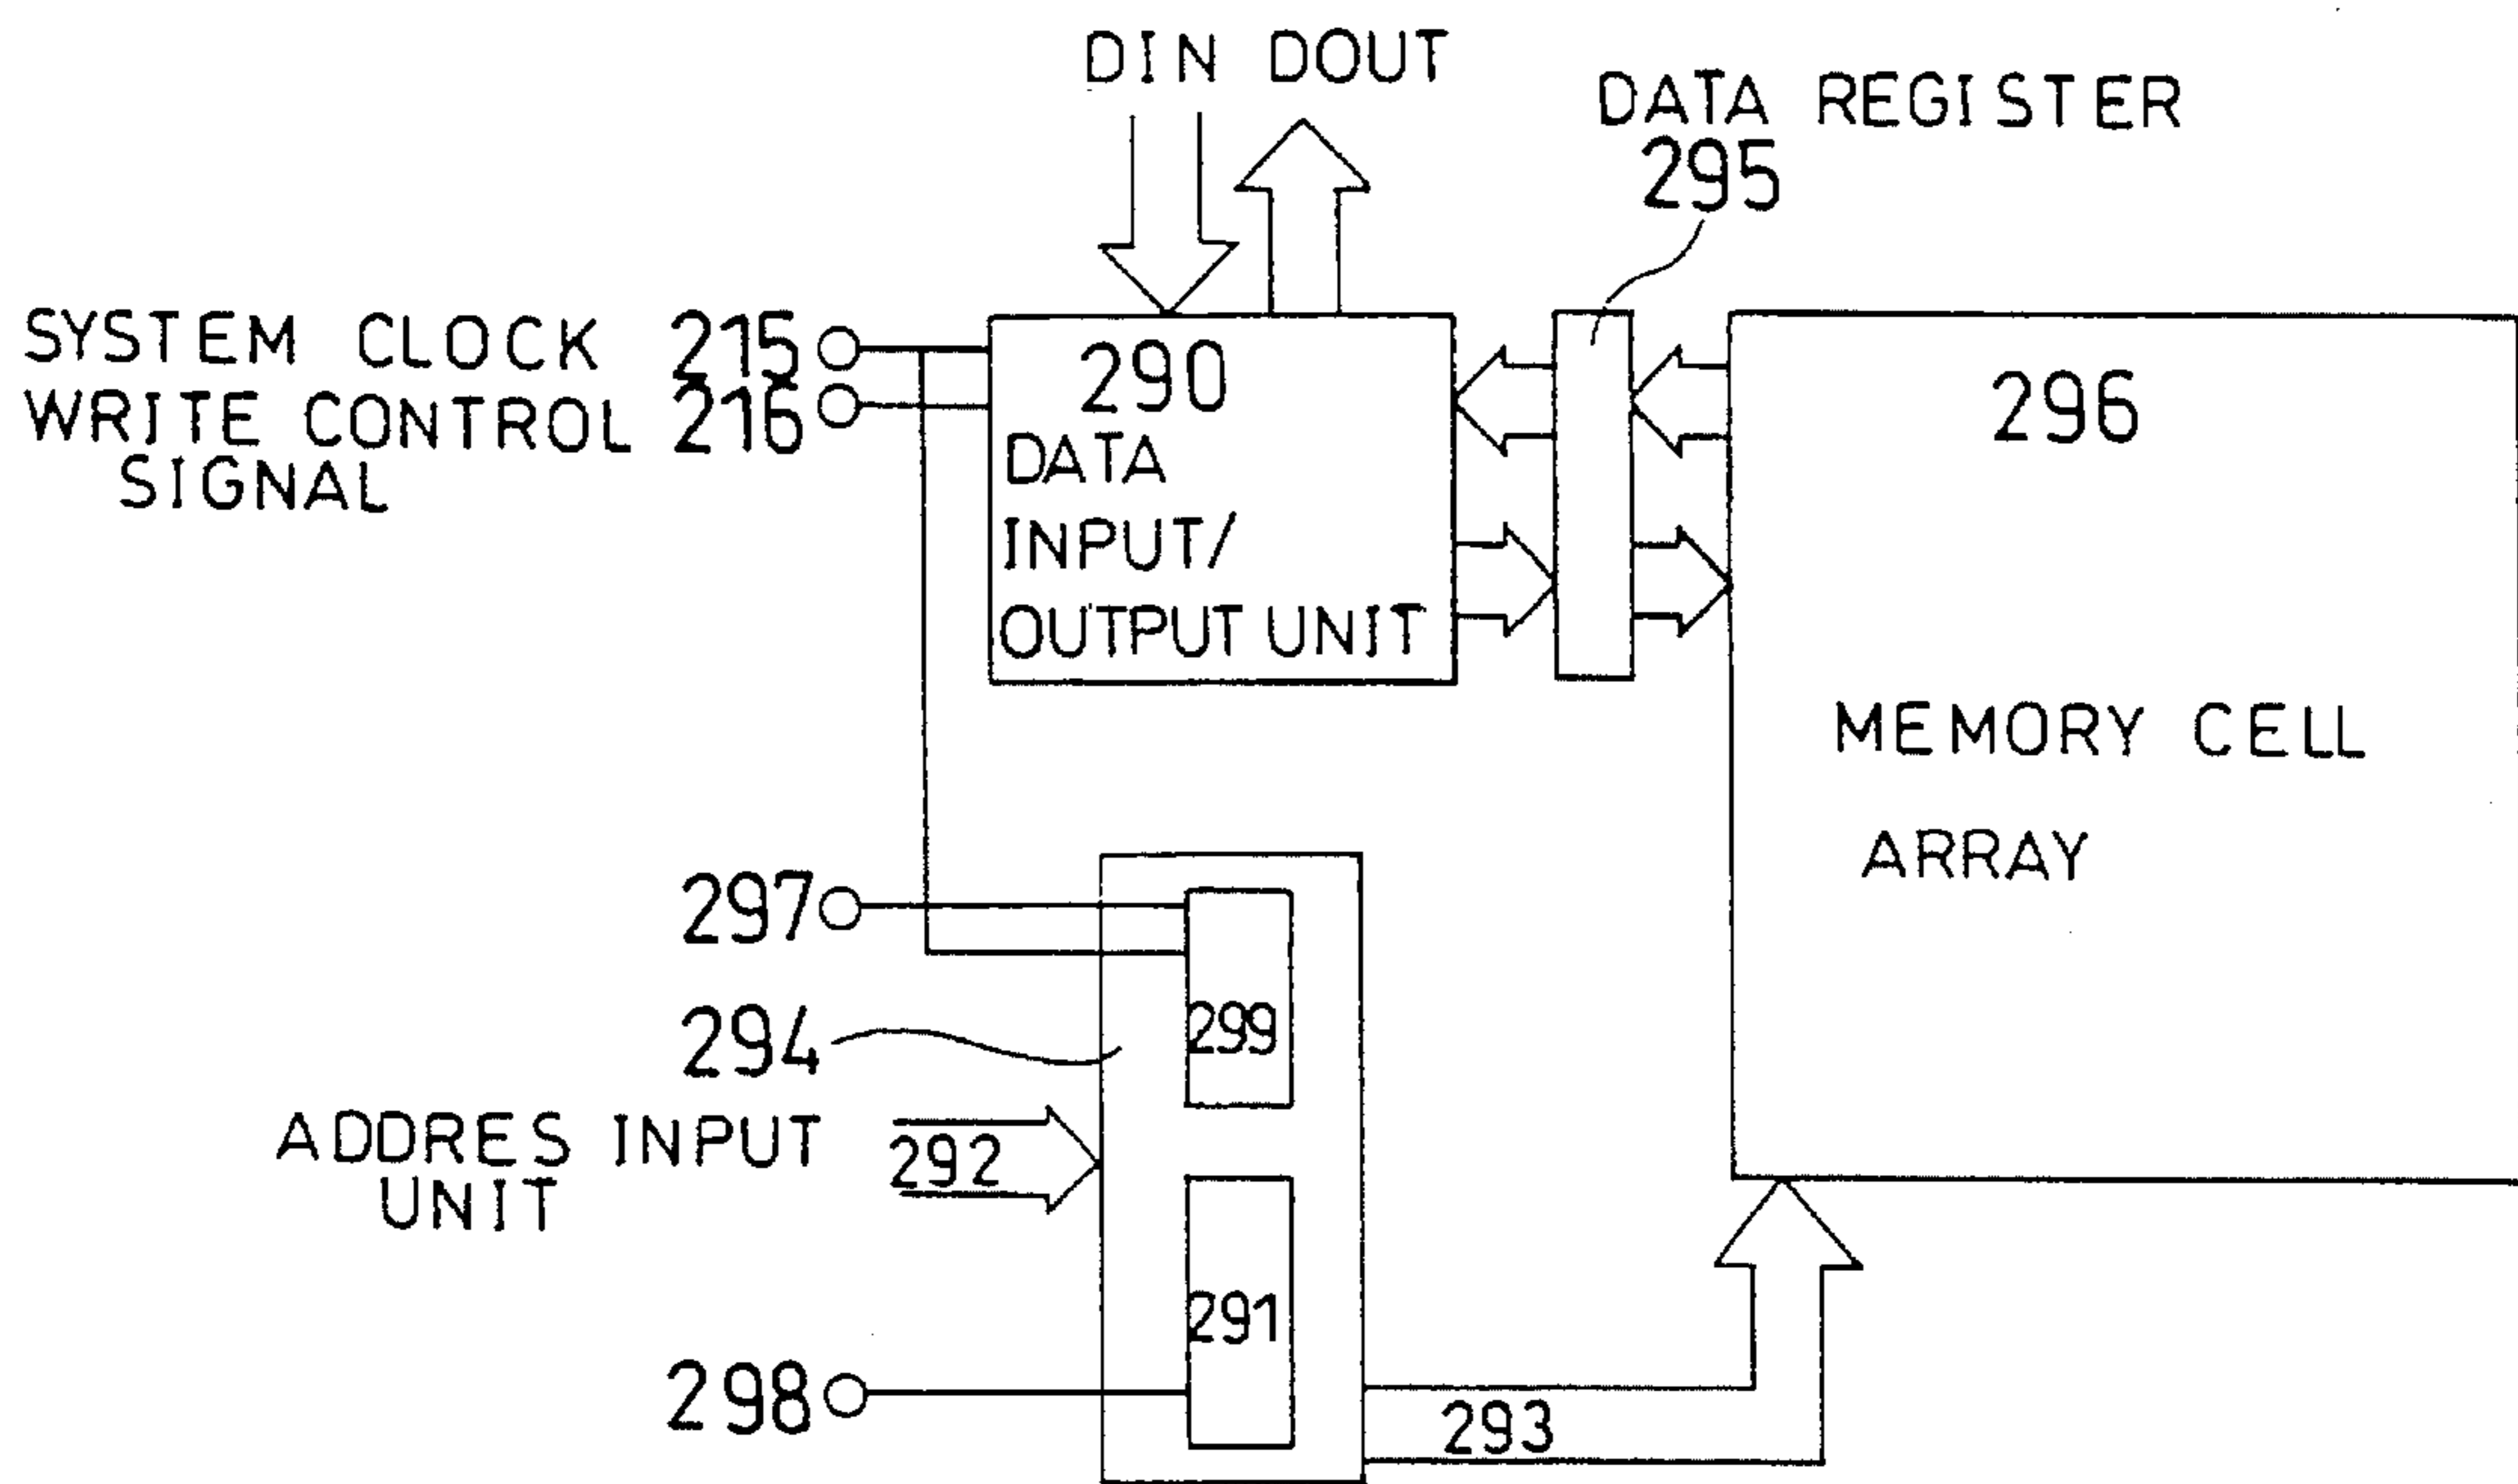 DIN DOUT
DATA REGISTER
295
SYSTEM CLOCK 215
WRITE CONTROL 216
SIGNAL
290
DATA
INPUT/
OUTPUT UNIT
296
MEMORY CELL
ARRAY
297
299
294
ADDRES INPUT
UNIT
292
291
298
293